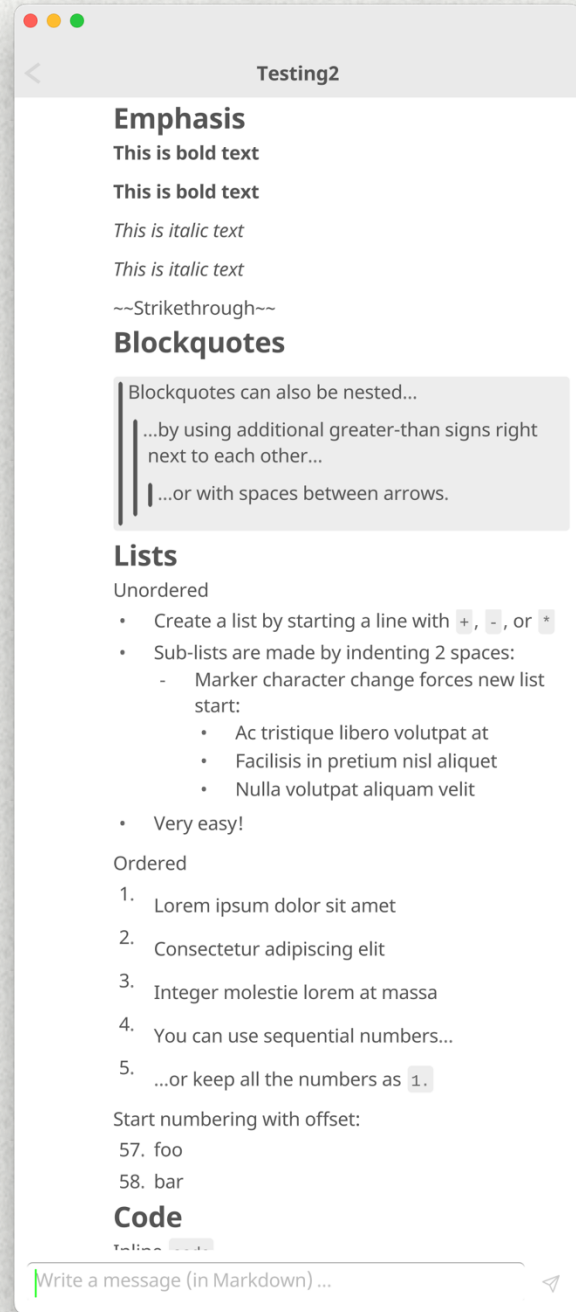 Testing2
Emphasis
This is bold text
This is bold text
This is italic text
This is italic text
~~Strikethrough~~
Blockquotes
Blockquotes can also be nested...
...by using additional greater-than signs right
next to each other...
...or with spaces between arrows.
Lists
Unordered
• Create a list by starting a line with +, -, or *
• Sub-lists are made by indenting 2 spaces:
- Marker character change forces new list
start:
• Ac tristique libero volutpat at
• Facilisis in pretium nisl aliquet
• Nulla volutpat aliquam velit
• Very easy!
Ordered
1. Lorem ipsum dolor sit amet
2. Consectetur adipiscing elit
3. Integer molestie lorem at massa
4. You can use sequential numbers...
5. ...or keep all the numbers as 1.
Start numbering with offset:
57. foo
58. bar
Code
Inline code
Write a message (in Markdown) ...